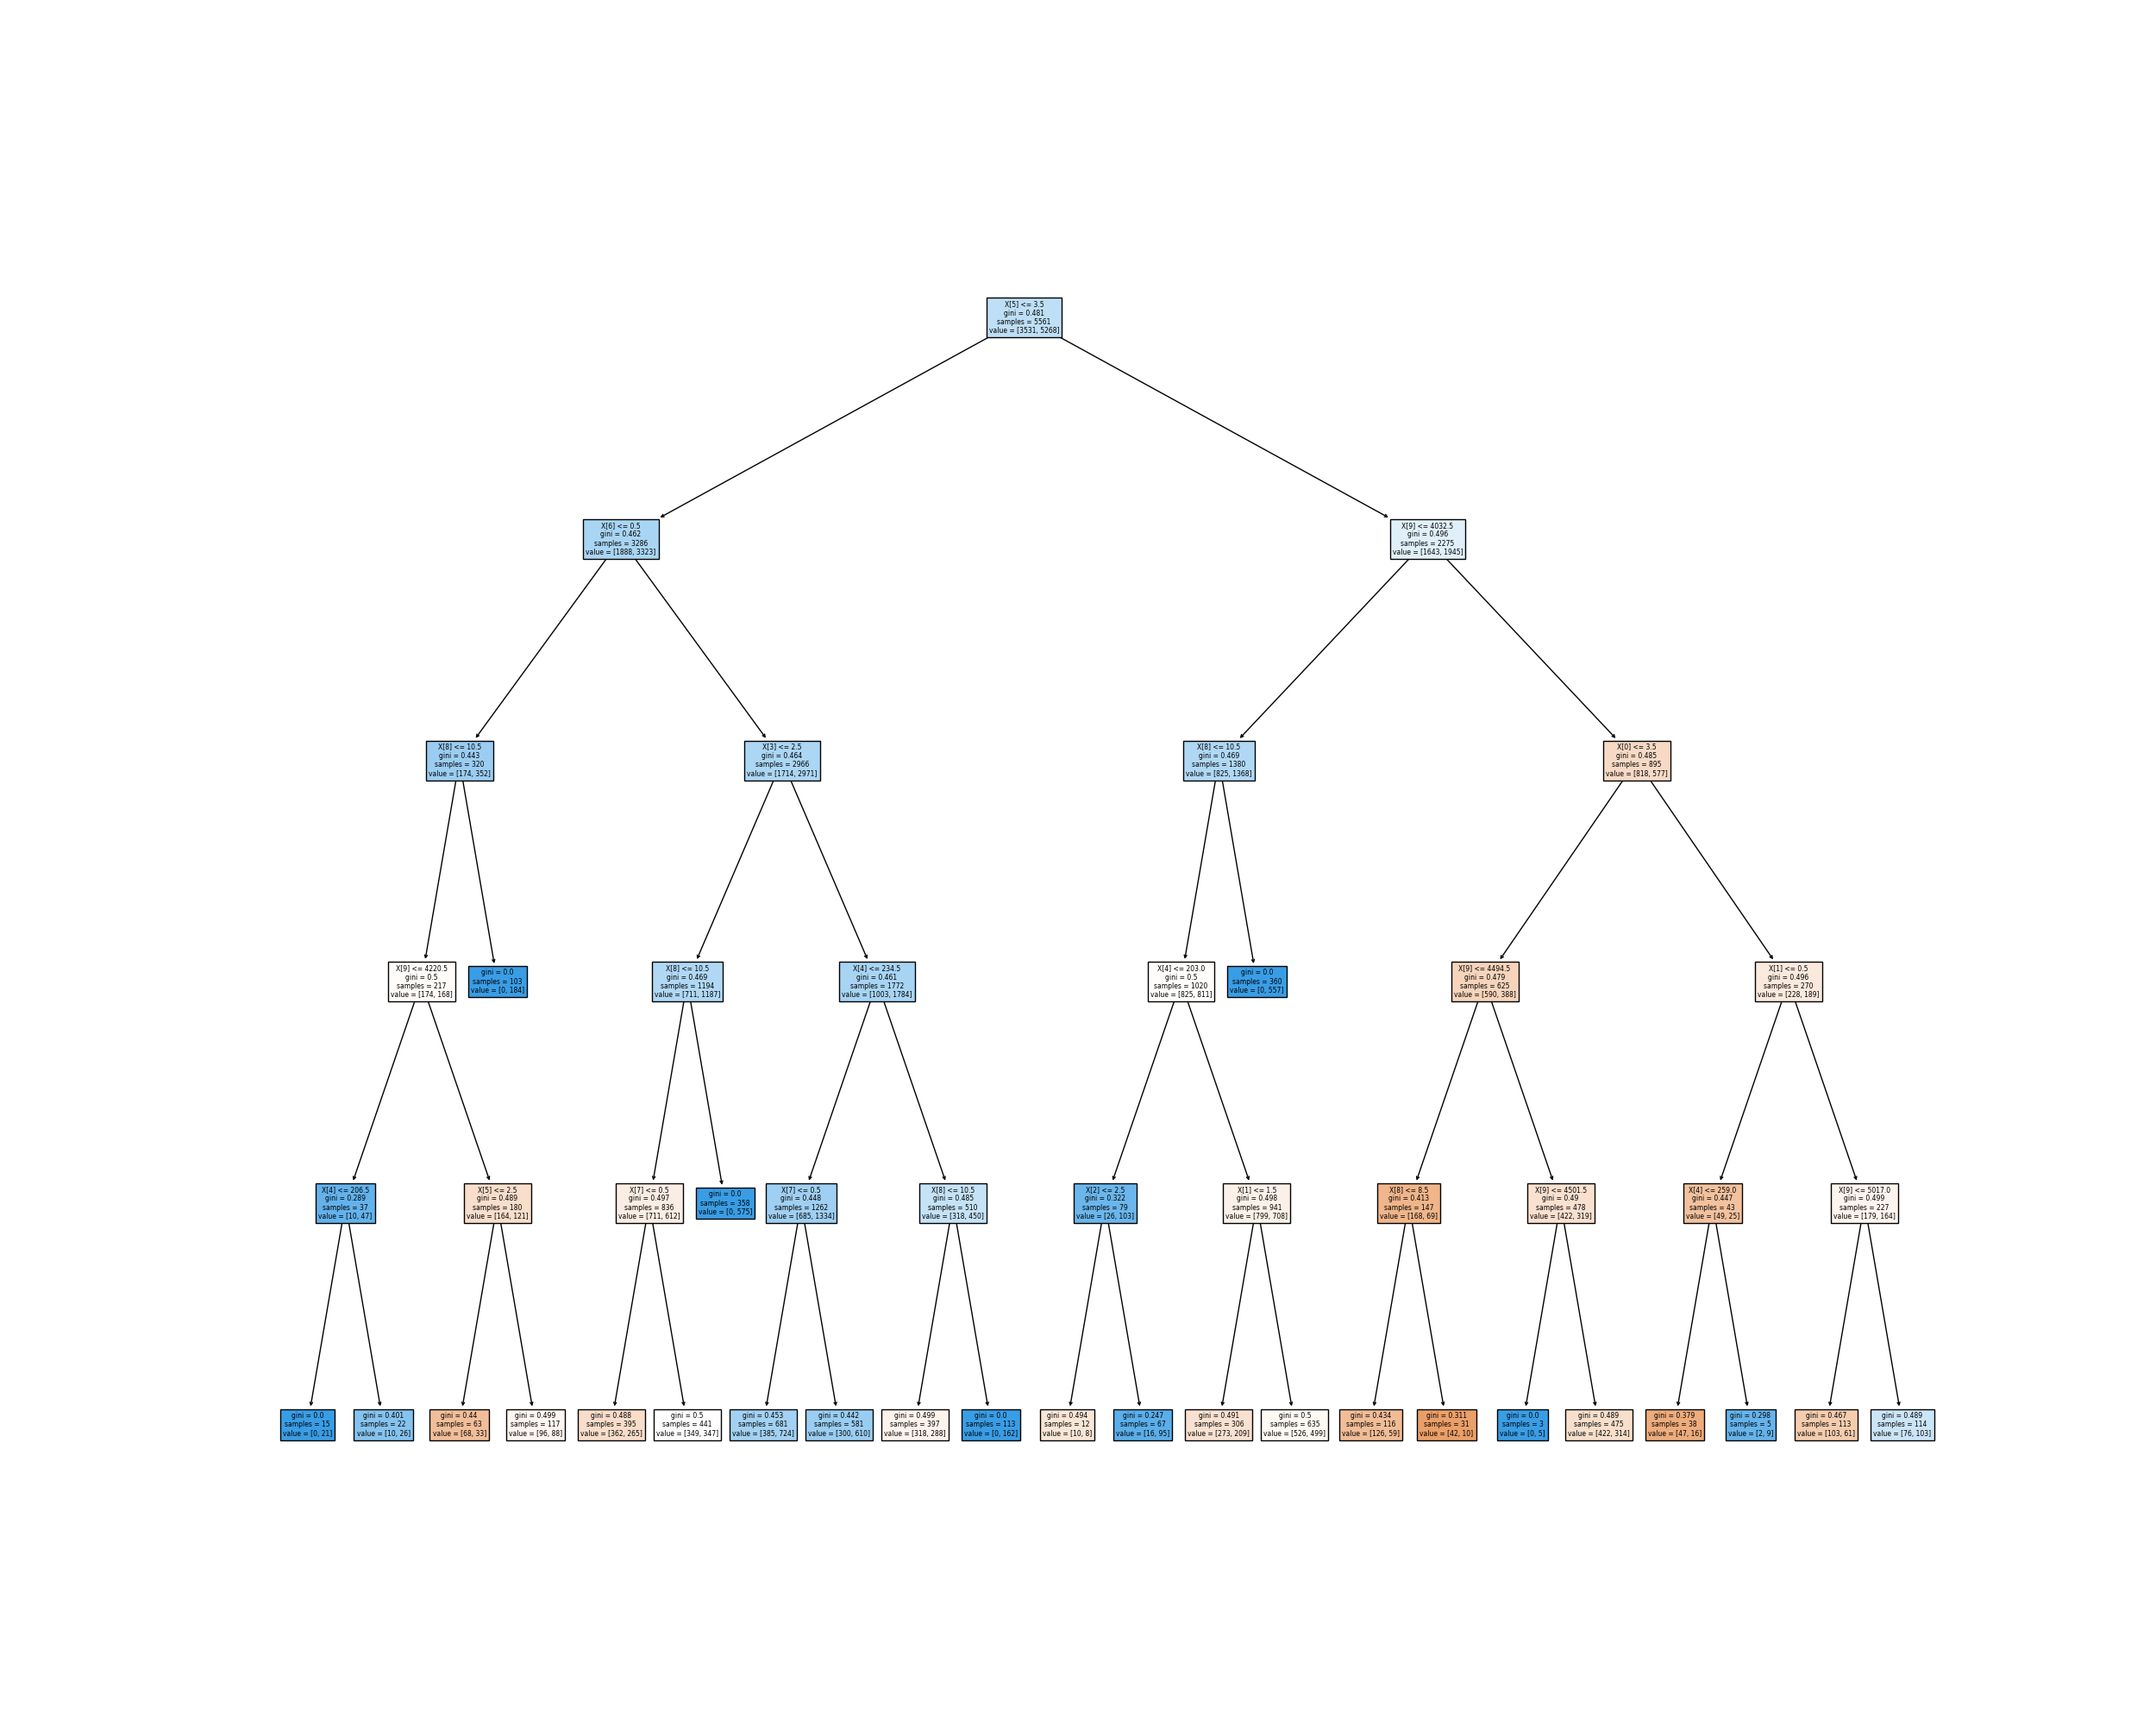 X[5] <= 3.5
gini = 0.481
samples = 5561
value = [3531, 5268]
X[6] <= 0.5
gini = 0.462
samples = 3286
value = [1888, 3323]
X[9] <= 4032.5
gini = 0.496
samples = 2275
value = [1643, 1945]
X[8] <= 10.5
gini = 0.443
samples = 320
value = [174, 352]
X[3] <= 2.5
gini = 0.464
samples = 2966
value = [1714, 2971]
X[8] <= 10.5
gini = 0.469
samples = 1380
value = [825, 1368]
X[0] <= 3.5
gini = 0.485
samples = 895
value = [818, 577]
X[9] <= 4220.5
gini = 0.5
samples = 217
value = [174, 168]
gini = 0.0
samples = 103
value = [0, 184]
X[8] <= 10.5
gini = 0.469
samples = 1194
value = [711, 1187]
X[4] <= 234.5
gini = 0.461
samples = 1772
value = [1003, 1784]
X[4] <= 203.0
gini = 0.5
samples = 1020
value = [825, 811]
gini = 0.0
samples = 360
value = [0, 557]
X[9] <= 4494.5
gini = 0.479
samples = 625
value = [590, 388]
X[1] <= 0.5
gini = 0.496
samples = 270
value = [228, 189]
X[4] <= 206.5
gini = 0.289
samples = 37
value = [10, 47]
X[5] <= 2.5
gini = 0.489
samples = 180
value = [164, 121]
X[7] <= 0.5
gini = 0.497
samples = 836
value = [711, 612]
gini = 0.0
samples = 358
value = [0, 575]
X[7] <= 0.5
gini = 0.448
samples = 1262
value = [685, 1334]
X[8] <= 10.5
gini = 0.485
samples = 510
value = [318, 450]
X[2] <= 2.5
gini = 0.322
samples = 79
value = [26, 103]
X[1] <= 1.5
gini = 0.498
samples = 941
value = [799, 708]
X[8] <= 8.5
gini = 0.413
samples = 147
value = [168, 69]
X[9] <= 4501.5
gini = 0.49
samples = 478
value = [422, 319]
X[4] <= 259.0
gini = 0.447
samples = 43
value = [49, 25]
X[9] <= 5017.0
gini = 0.499
samples = 227
value = [179, 164]
gini = 0.0
samples = 15
value = [0, 21]
gini = 0.401
samples = 22
value = [10, 26]
gini = 0.44
samples = 63
value = [68, 33]
gini = 0.499
samples = 117
value = [96, 88]
gini = 0.488
samples = 395
value = [362, 265]
gini = 0.5
samples = 441
value = [349, 347]
gini = 0.453
samples = 681
value = [385, 724]
gini = 0.442
samples = 581
value = [300, 610]
gini = 0.499
samples = 397
value = [318, 288]
gini = 0.0
samples = 113
value = [0, 162]
gini = 0.494
samples = 12
value = [10, 8]
gini = 0.247
samples = 67
value = [16, 95]
gini = 0.491
samples = 306
value = [273, 209]
gini = 0.5
samples = 635
value = [526, 499]
gini = 0.434
samples = 116
value = [126, 59]
gini = 0.311
samples = 31
value = [42, 10]
gini = 0.0
samples = 3
value = [0, 5]
gini = 0.489
samples = 475
value = [422, 314]
gini = 0.379
samples = 38
value = [47, 16]
gini = 0.298
samples = 5
value = [2, 9]
gini = 0.467
samples = 113
value = [103, 61]
gini = 0.489
samples = 114
value = [76, 103]